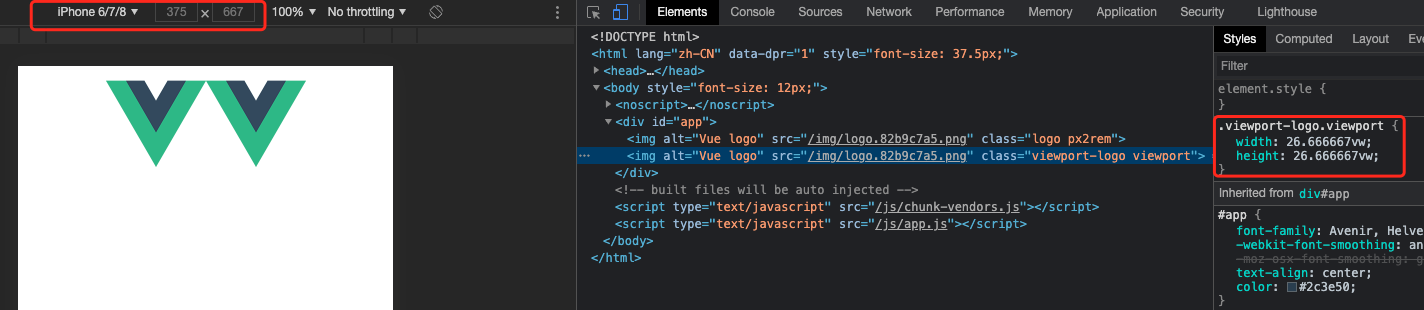 iPhone 6/7/8 ▼ 375 × 667 100% ▼ No throttling ▼
Elements Console Sources Network Performance Memory Application Security Lighthouse
<!DOCTYPE html>
<html lang="zh-CN" data-dpr="1" style="font-size: 37.5px;">
<head>…</head>
<body style="font-size: 12px;">
<noscript>…</noscript>
<div id="app">
<img alt="Vue logo" src="/img/logo.82b9c7a5.png" class="logo px2rem">
<img alt="Vue logo" src="/img/logo.82b9c7a5.png" class="viewport-logo viewport">
</div>
<!-- built files will be auto injected -->
<script type="text/javascript" src="/js/chunk-vendors.js"></script>
<script type="text/javascript" src="/js/app.js"></script>
</body>
</html>
Styles Computed Layout
Filter
element.style {
}
.viewport-logo.viewport {
width: 26.666667vw;
height: 26.666667vw;
}
Inherited from div#app
#app {
font-family: Avenir, Helve
-webkit-font-smoothing: an
-moz-osx-font-smoothing: g
text-align: center;
color: #2c3e50;
}